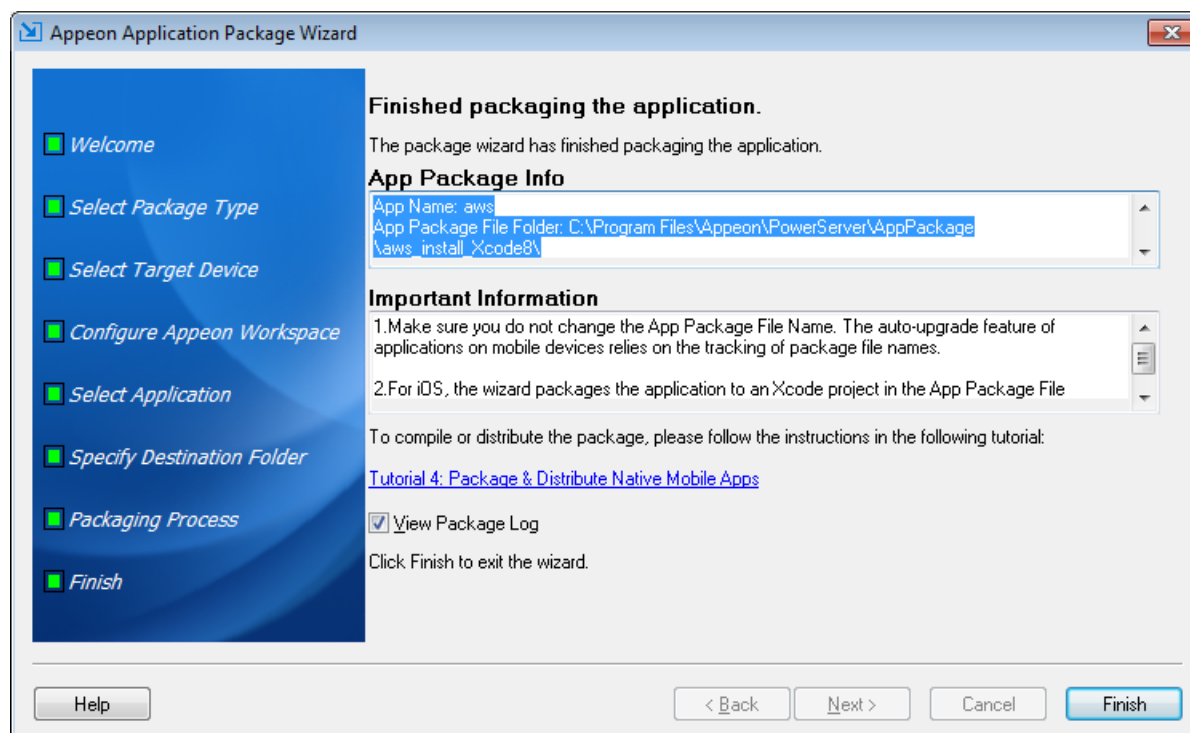 Appeon Application Package Wizard
Welcome
Select Package Type
Select Target Device
Configure Appeon Workspace
Select Application
Specify Destination Folder
Packaging Process
Finish
Finished packaging the application.
The package wizard has finished packaging the application.
App Package Info
App Name: aws
App Package File Folder: C:\Program Files\Appeon\PowerServer\AppPackage
\aws_install_Xcode8\
Important Information
1.Make sure you do not change the App Package File Name. The auto-upgrade feature of
applications on mobile devices relies on the tracking of package file names.
2.For iOS, the wizard packages the application to an Xcode project in the App Package File
To compile or distribute the package, please follow the instructions in the following tutorial:
Tutorial 4: Package & Distribute Native Mobile Apps
View Package Log
Click Finish to exit the wizard.
Help
< Back
Next >
Cancel
Finish